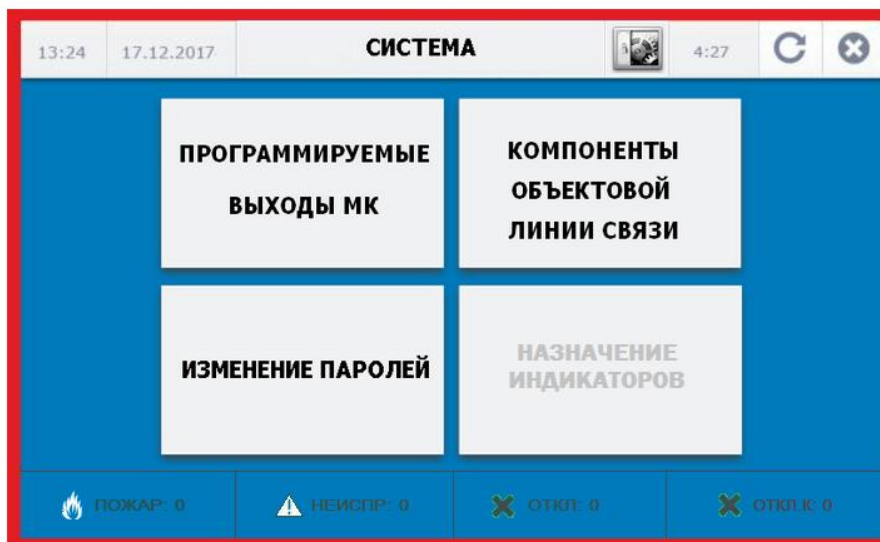 13:24
17.12.2017
СИСТЕМА
4:27
ПРОГРАММИРУЕМЫЕ
ВЫХОДЫ МК
КОМПОНЕНТЫ
ОБЪЕКТОВОЙ
ЛИНИИ СВЯЗИ
ИЗМЕНЕНИЕ ПАРОЛЕЙ
НАЗНАЧЕНИЕ
ИНДИКАТОРОВ
ПОЖАР: 0
НЕИСПР: 0
ОТКЛ: 0
ОТКЛ.К: 0